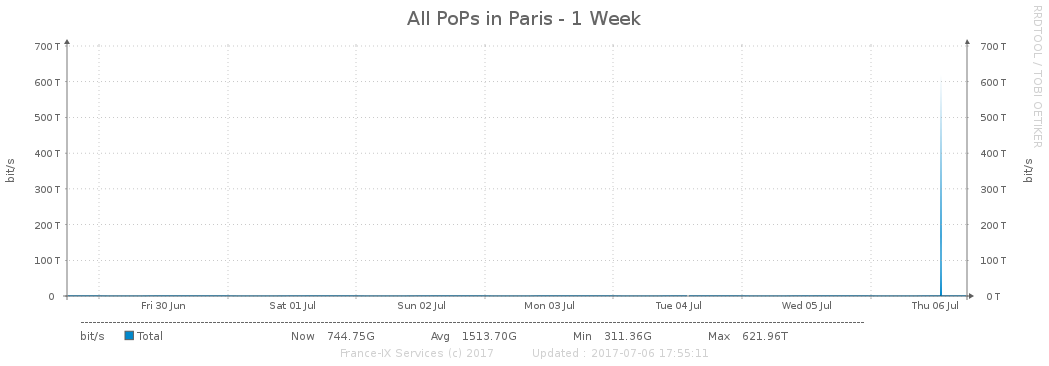 All PoPs in Paris - 1 Week
RRDTOOL / TOBI OETIKER
bit/s
bit/s
700 T 700 T
600 T 600 T
500 T 500 T
400 T 400 T
300 T 300 T
200 T 200 T
100 T 100 T
0 0 T
Fri 30 Jun Sat 01 Jul Sun 02 Jul Mon 03 Jul Tue 04 Jul Wed 05 Jul Thu 06 Jul
bit/s Total Now 744.75G Avg 1513.70G Min 311.36G Max 621.96T
France-IX Services (c) 2017 Updated : 2017-07-06 17:55:11